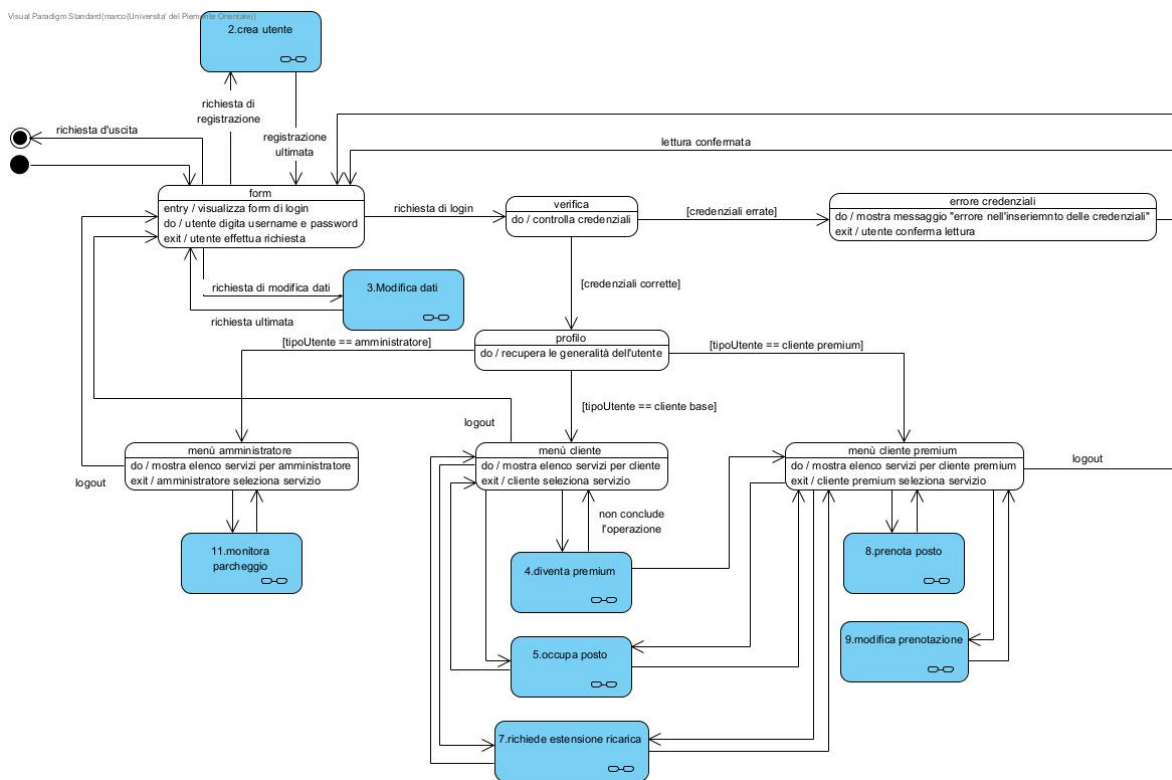 Visual Paradigm Standard(marco(Universita' del Piemonte Orientale))
2.crea utente
richiesta di
registrazione
richiesta d'uscita
registrazione
ultimata
lettura confermata
form
entry / visualizza form di login
do / utente digita username e password
exit / utente effettua richiesta
richiesta di login
verifica
do / controlla credenziali
[credenziali errate]
errore credenziali
do / mostra messaggio "errore nell'inseriemnto delle credenziali"
exit / utente conferma lettura
richiesta di modifica dati
3.Modifica dati
[credenziali corrette]
richiesta ultimata
[tipoUtente == amministratore]
profilo
do / recupera le generalità dell'utente
[tipoUtente == cliente premium]
[tipoUtente == cliente base]
logout
menù amministratore
do / mostra elenco servizi per amministratore
exit / amministratore seleziona servizio
logout
menù cliente
do / mostra elenco servizi per cliente
exit / cliente seleziona servizio
menù cliente premium
do / mostra elenco servizi per cliente premium
exit / cliente premium seleziona servizio
logout
non conclude
l'operazione
11.monitora
parcheggio
4.diventa premium
8.prenota posto
5.occupa posto
9.modifica prenotazione
7.richiede estensione ricarica